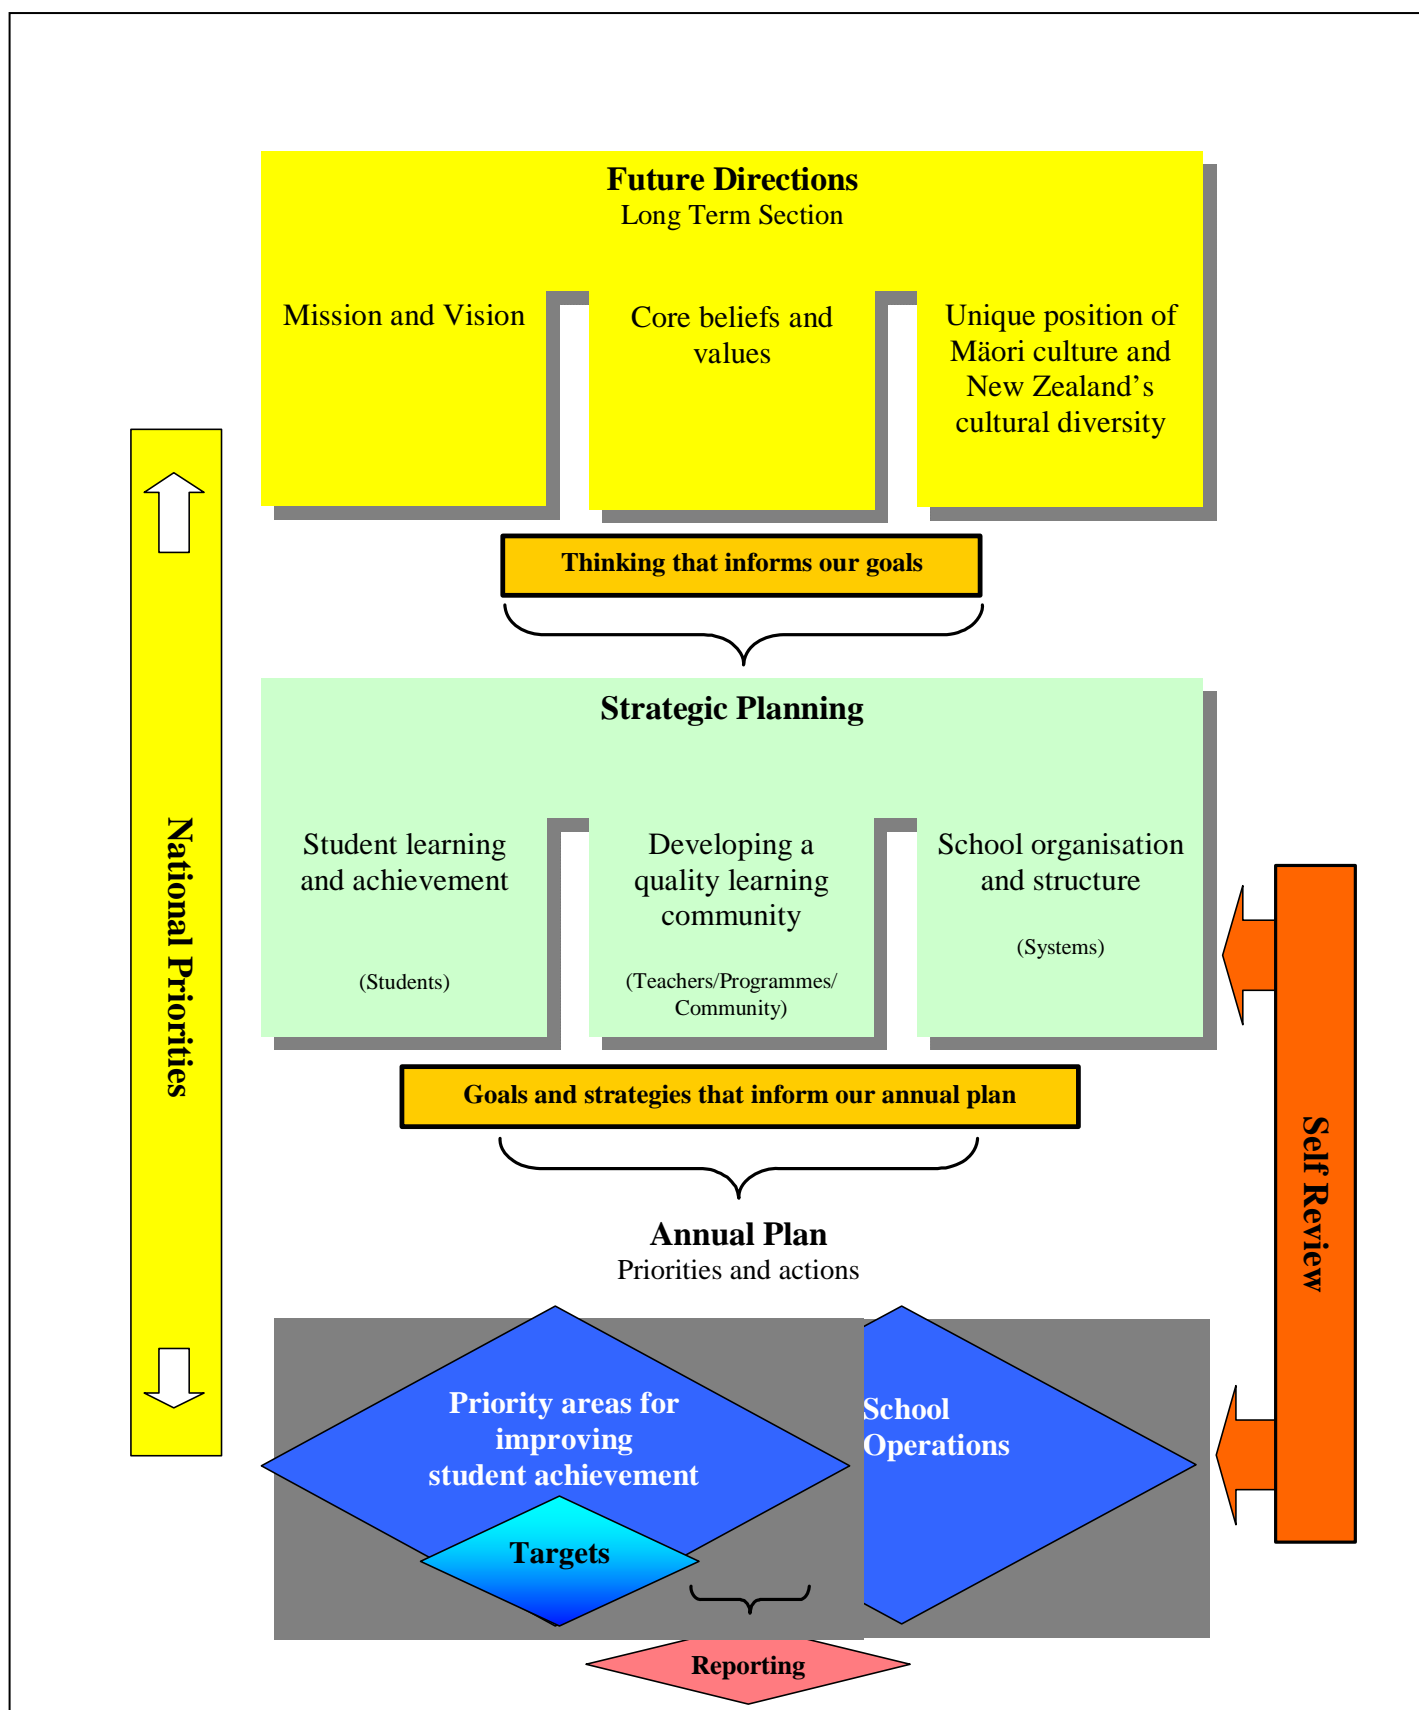 Future Directions
Long Term Section
Mission and Vision
Core beliefs and
values
Unique position of
Mäori culture and
New Zealand’s
cultural diversity
Thinking that informs our goals
National Priorities
Strategic Planning
Student learning
and achievement
(Students)
Developing a
quality learning
community
(Teachers/Programmes/
Community)
School organisation
and structure
(Systems)
Goals and strategies that inform our annual plan
Self Review
Annual Plan
Priorities and actions
Priority areas for
improving
student achievement
School
Operations
Targets
Reporting